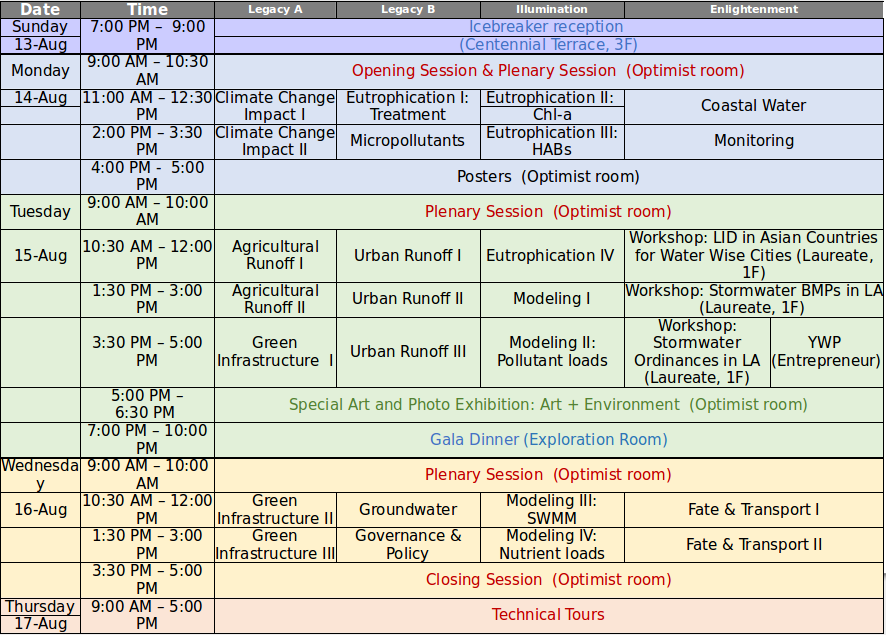 Date Time Legacy A Legacy B Illumination Enlightenment
Sunday
13-Aug
7:00 PM – 9:00
PM
Icebreaker reception
(Centennial Terrace, 3F)
Monday
9:00 AM – 10:30
AM
Opening Session & Plenary Session (Optimist room)
14-Aug
11:00 AM – 12:30
PM
Climate Change
Impact I
Eutrophication I:
Treatment
Eutrophication II:
Chl-a
Coastal Water
2:00 PM – 3:30
PM
Climate Change
Impact II
Micropollutants
Eutrophication III:
HABs
Monitoring
4:00 PM - 5:00
PM
Posters (Optimist room)
Tuesday
9:00 AM – 10:00
AM
Plenary Session (Optimist room)
15-Aug
10:30 AM – 12:00
PM
Agricultural
Runoff I
Urban Runoff I
Eutrophication IV
Workshop: LID in Asian Countries
for Water Wise Cities (Laureate,
1F)
1:30 PM – 3:00
PM
Agricultural
Runoff II
Urban Runoff II
Modeling I
Workshop: Stormwater BMPs in LA
(Laureate, 1F)
3:30 PM – 5:00
PM
Green
Infrastructure I
Urban Runoff III
Modeling II:
Pollutant loads
Workshop:
Stormwater
Ordinances in LA
(Laureate, 1F)
YWP
(Entrepreneur)
5:00 PM –
6:30 PM
Special Art and Photo Exhibition: Art + Environment (Optimist room)
7:00 PM – 10:00
PM
Gala Dinner (Exploration Room)
Wednesda
y
9:00 AM – 10:00
AM
Plenary Session (Optimist room)
16-Aug
10:30 AM – 12:00
PM
Green
Infrastructure II
Groundwater
Modeling III:
SWMM
Fate & Transport I
1:30 PM – 3:00
PM
Green
Infrastructure III
Governance &
Policy
Modeling IV:
Nutrient loads
Fate & Transport II
3:30 PM – 5:00
PM
Closing Session (Optimist room)
Thursday
17-Aug
9:00 AM – 5:00
PM
Technical Tours